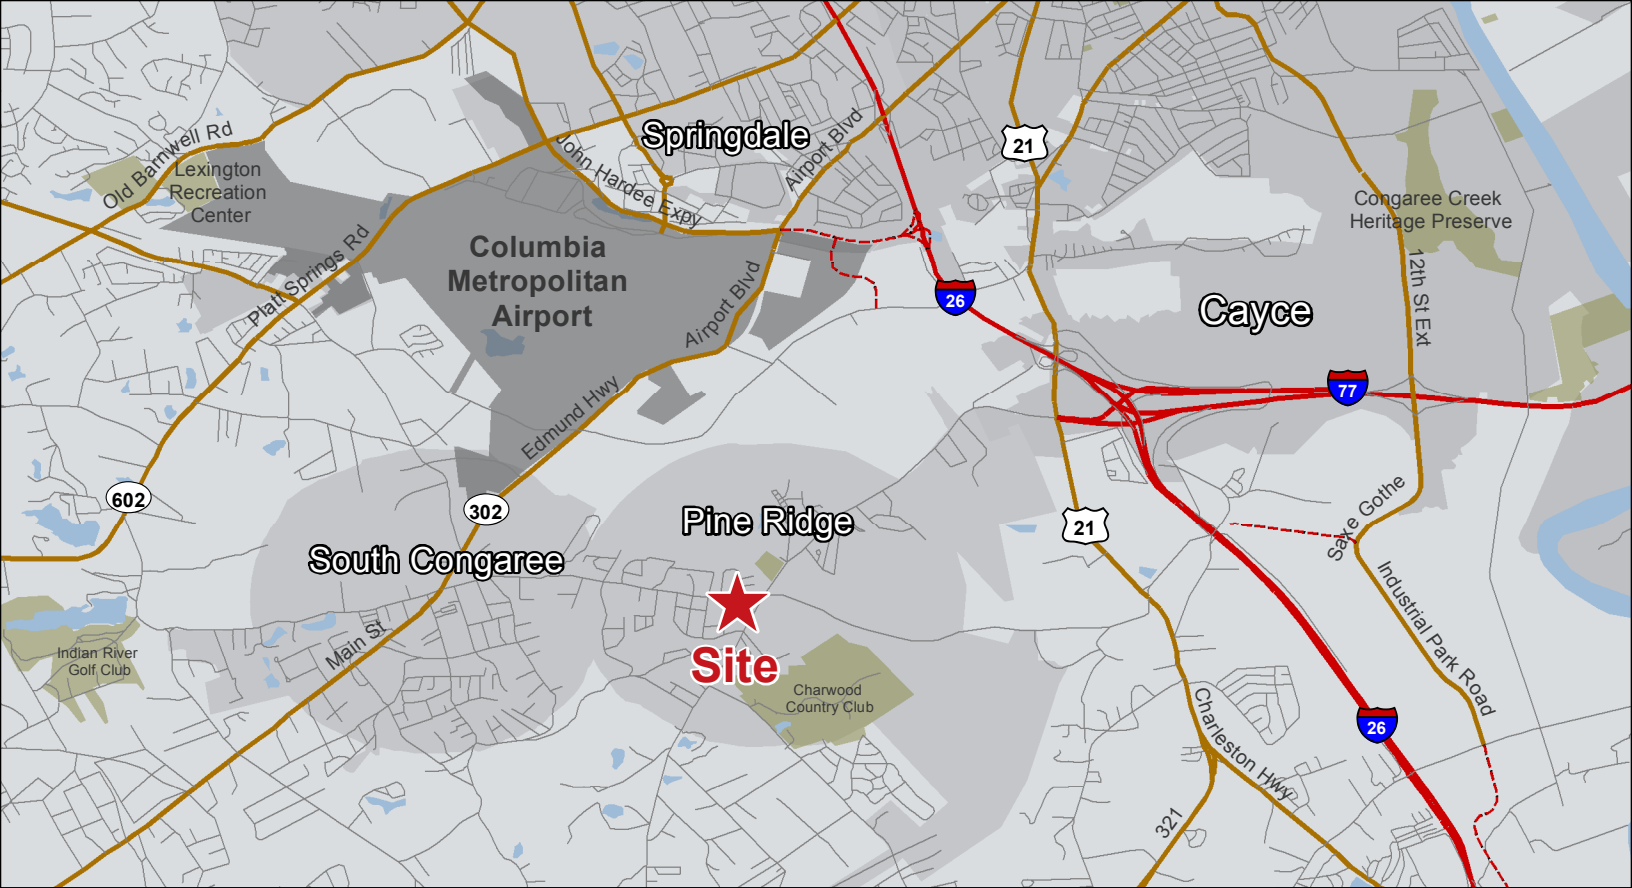 Springdale
Airport Blvd
John Hardee Expy
Old Barnwell Rd
Lexington
Recreation
Center
21
Congaree Creek
Heritage Preserve
12th St Ext
Columbia
Metropolitan
Airport
Platt Springs Rd
Airport Blvd
26
Cayce
77
Edmund Hwy
602
302
Pine Ridge
21
Saxe Gothe
South Congaree
Industrial Park Road
Main St
Indian River
Golf Club
Site
Charwood
Country Club
Charleston Hwy
26
321